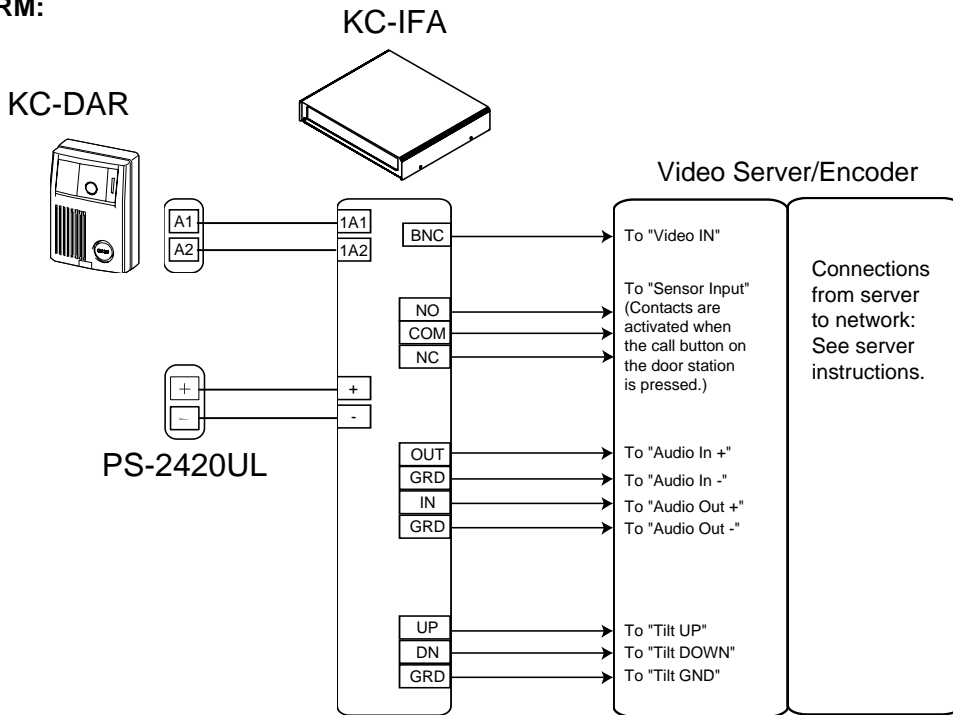 RM:
KC-IFA
KC-DAR
Video Server/Encoder
A1
A2
1A1
1A2
BNC
To "Video IN"
NO
COM
NC
To "Sensor Input"
(Contacts are
activated when
the call button on
the door station
is pressed.)
Connections
from server
to network:
See server
instructions.
+
-
+
-
PS-2420UL
OUT
GRD
IN
GRD
To "Audio In +"
To "Audio In -"
To "Audio Out +"
To "Audio Out -"
UP
DN
GRD
To "Tilt UP"
To "Tilt DOWN"
To "Tilt GND"